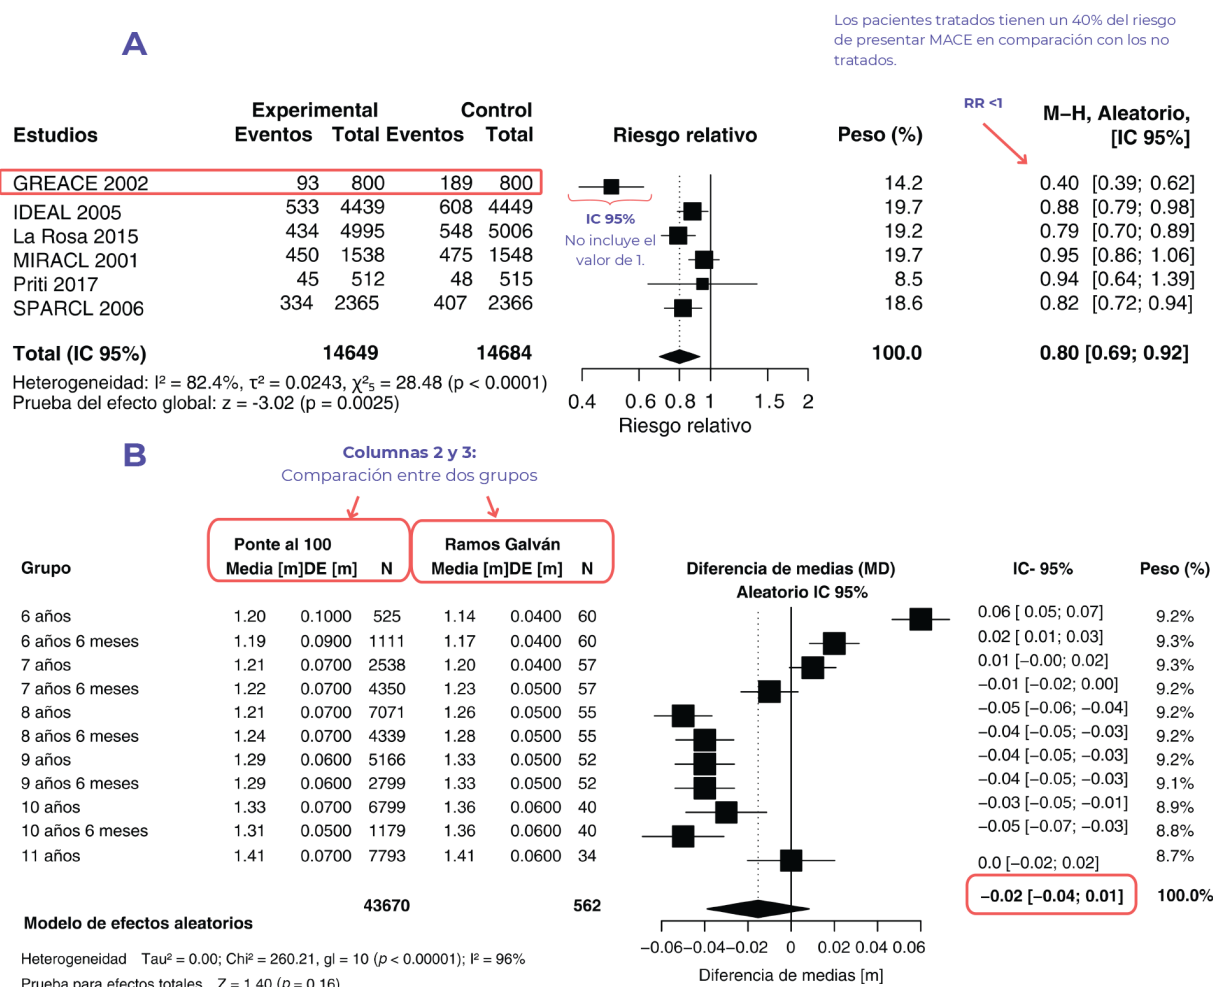 A
Los pacientes tratados tienen un 40% del riesgo
de presentar MACE en comparación con los no
tratados.
RR <1
Experimental Control M–H, Aleatorio,
Estudios Eventos Total Eventos Total Riesgo relativo Peso (%) [IC 95%]
GREACE 2002 93 800 189 800 14.2 0.40 [0.39; 0.62]
IDEAL 2005 533 4439 608 4449 19.7 0.88 [0.79; 0.98]
La Rosa 2015 434 4995 548 5006 19.2 0.79 [0.70; 0.89]
MIRACL 2001 450 1538 475 1548 19.7 0.95 [0.86; 1.06]
Priti 2017 45 512 48 515 8.5 0.94 [0.64; 1.39]
SPARCL 2006 334 2365 407 2366 18.6 0.82 [0.72; 0.94]
IC 95%
No incluye el
valor de 1.
Total (IC 95%) 14649 14684 100.0 0.80 [0.69; 0.92]
Heterogeneidad: I² = 82.4%, τ² = 0.0243, χ²₅ = 28.48 (p < 0.0001)
Prueba del efecto global: z = -3.02 (p = 0.0025)
0.4 0.6 0.8 1 1.5 2
Riesgo relativo
B
Columnas 2 y 3:
Comparación entre dos grupos
Ponte al 100 Ramos Galván
Grupo Media [m]DE [m] N Media [m]DE [m] N Diferencia de medias (MD) IC- 95% Peso (%)
Aleatorio IC 95%
6 años 1.20 0.1000 525 1.14 0.0400 60 0.06 [ 0.05; 0.07] 9.2%
6 años 6 meses 1.19 0.0900 1111 1.17 0.0400 60 0.02 [ 0.01; 0.03] 9.3%
7 años 1.21 0.0700 2538 1.20 0.0400 57 0.01 [–0.00; 0.02] 9.3%
7 años 6 meses 1.22 0.0700 4350 1.23 0.0500 57 –0.01 [–0.02; 0.00] 9.2%
8 años 1.21 0.0700 7071 1.26 0.0500 55 –0.05 [–0.06; –0.04] 9.2%
8 años 6 meses 1.24 0.0700 4339 1.28 0.0500 55 –0.04 [–0.05; –0.03] 9.2%
9 años 1.29 0.0600 5166 1.33 0.0500 52 –0.04 [–0.05; –0.03] 9.2%
9 años 6 meses 1.29 0.0600 2799 1.33 0.0500 52 –0.04 [–0.05; –0.03] 9.1%
10 años 1.33 0.0700 6799 1.36 0.0600 40 –0.03 [–0.05; –0.01] 8.9%
10 años 6 meses 1.31 0.0500 1179 1.36 0.0600 40 –0.05 [–0.07; –0.03] 8.8%
11 años 1.41 0.0700 7793 1.41 0.0600 34 0.0 [–0.02; 0.02] 8.7%
43670 562 –0.02 [–0.04; 0.01] 100.0%
Modelo de efectos aleatorios
Heterogeneidad Tau² = 0.00; Chi² = 260.21, gl = 10 (p < 0.00001); I² = 96%
Prueba para efectos totales Z = 1.40 (p = 0.16)
–0.06–0.04–0.02 0 0.02 0.04 0.06
Diferencia de medias [m]